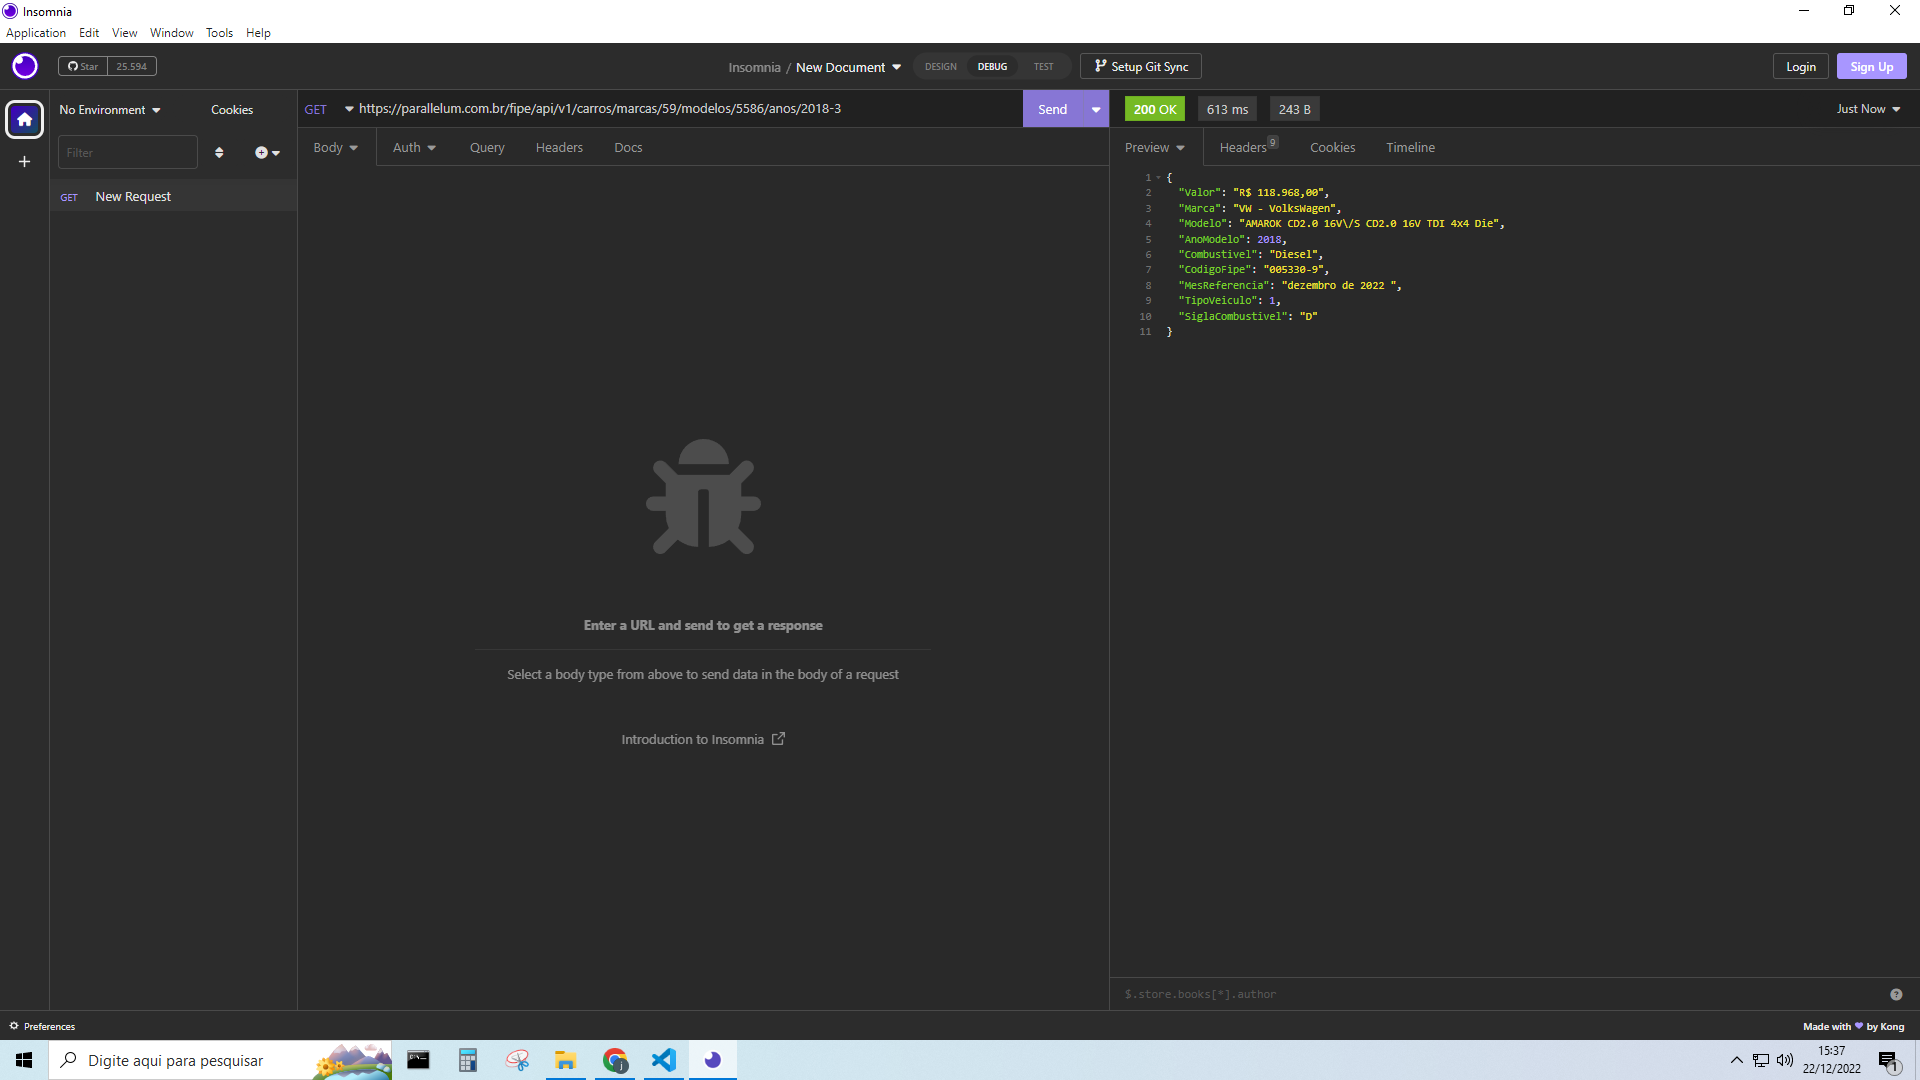 Insomnia
Application Edit View Window Tools Help
Star 25.594
Insomnia / New Document
DESIGN DEBUG TEST
Setup Git Sync
Login
Sign Up
No Environment
Cookies
GET https://parallelum.com.br/fipe/api/v1/carros/marcas/59/modelos/5586/anos/2018-3
Send
200 OK 613 ms 243 B
Just Now
Filter
Body Auth Query Headers Docs
Preview Headers 9 Cookies Timeline
GET New Request
1 {
2 "Valor": "R$ 118.968,00",
3 "Marca": "VW - VolksWagen",
4 "Modelo": "AMAROK CD2.0 16V\/S CD2.0 16V TDI 4x4 Die",
5 "AnoModelo": 2018,
6 "Combustivel": "Diesel",
7 "CodigoFipe": "005330-9",
8 "MesReferencia": "dezembro de 2022 ",
9 "TipoVeiculo": 1,
10 "SiglaCombustivel": "D"
11 }
Enter a URL and send to get a response
Select a body type from above to send data in the body of a request
Introduction to Insomnia
$.store.books[*].author
Preferences
Made with by Kong
Digite aqui para pesquisar
15:37
22/12/2022
1